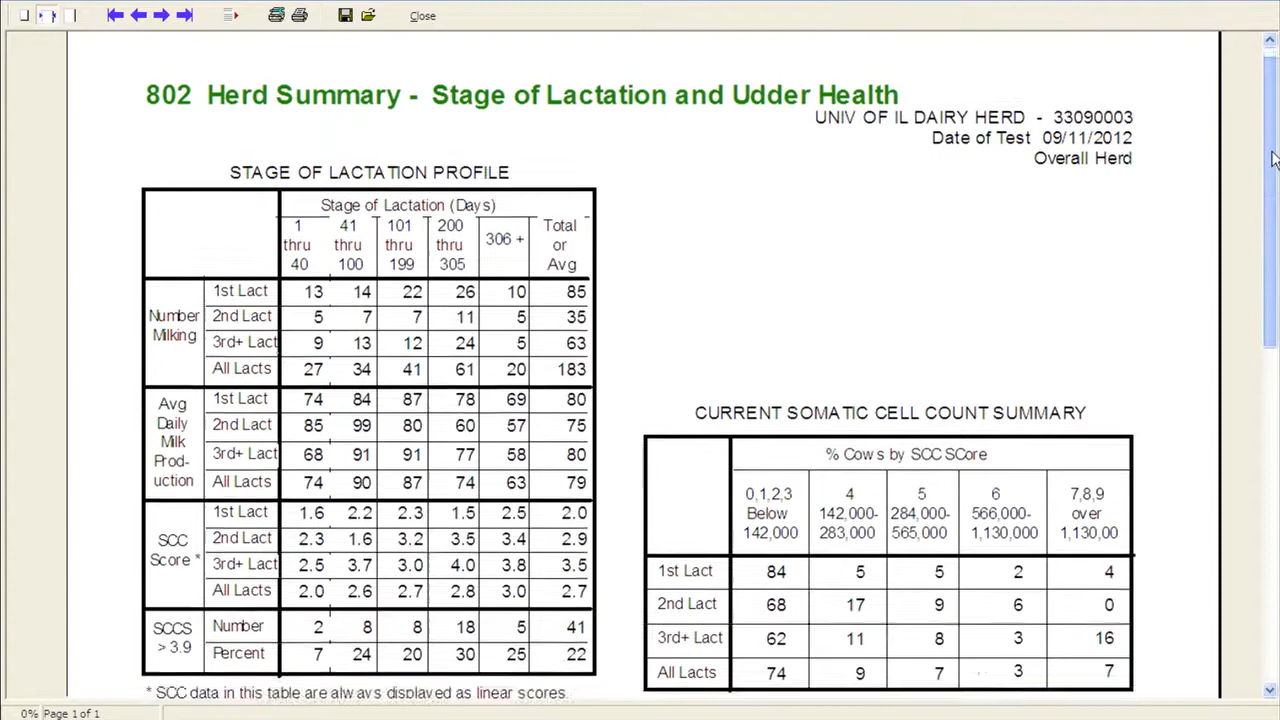 Close
802 Herd Summary - Stage of Lactation and Udder Health
UNIV OF IL DAIRY HERD - 33090003
Date of Test 09/11/2012
Overall Herd
STAGE OF LACTATION PROFILE
Stage of Lactation (Days)
1 thru 40 41 thru 100 101 thru 199 200 thru 305 306 + Total or Avg
Number Milking
1st Lact 13 14 22 26 10 85
2nd Lact 5 7 7 11 5 35
3rd+ Lact 9 13 12 24 5 63
All Lacts 27 34 41 61 20 183
Avg Daily Milk Prod-uction
1st Lact 74 84 87 78 69 80
2nd Lact 85 99 80 60 57 75
3rd+ Lact 68 91 91 77 58 80
All Lacts 74 90 87 74 63 79
SCC Score *
1st Lact 1.6 2.2 2.3 1.5 2.5 2.0
2nd Lact 2.3 1.6 3.2 3.5 3.4 2.9
3rd+ Lact 2.5 3.7 3.0 4.0 3.8 3.5
All Lacts 2.0 2.6 2.7 2.8 3.0 2.7
SCCS > 3.9
Number 2 8 8 18 5 41
Percent 7 24 20 30 25 22
* SCC data in this table are always displayed as linear scores.
CURRENT SOMATIC CELL COUNT SUMMARY
% Cows by SCC SCore
0,1,2,3 Below 142,000 4 142,000-283,000 5 284,000-565,000 6 566,000-1,130,000 7,8,9 over 1,130,00
1st Lact 84 5 5 2 4
2nd Lact 68 17 9 6 0
3rd+ Lact 62 11 8 3 16
All Lacts 74 9 7 3 7
0% Page 1 of 1